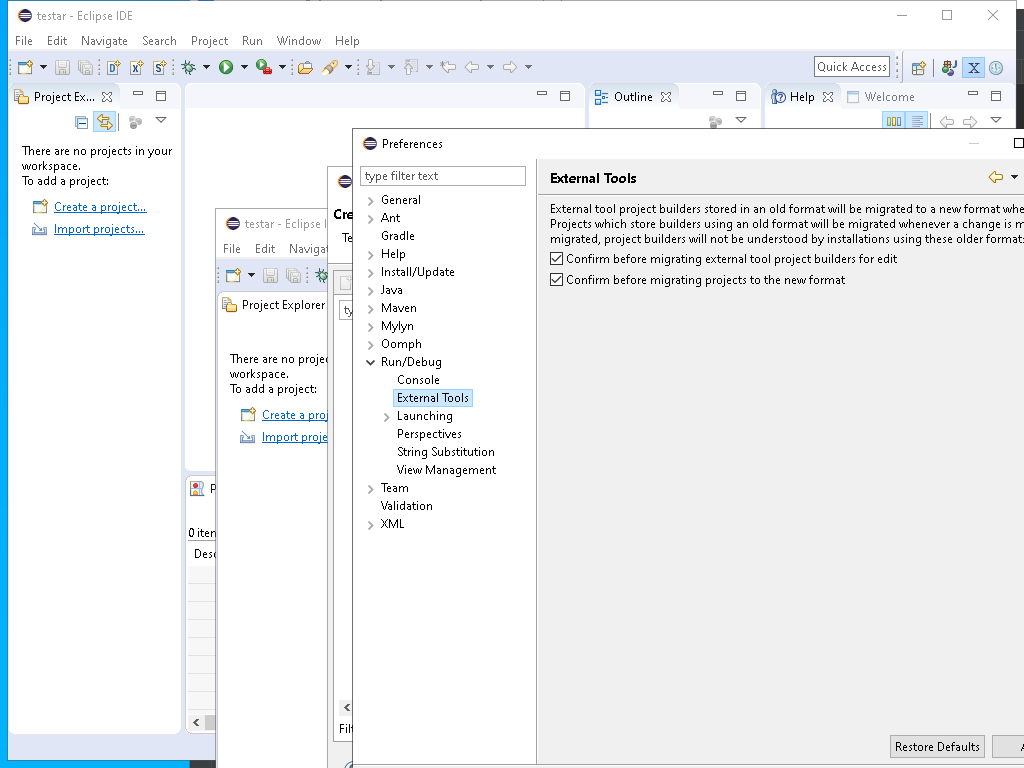 testar - Eclipse IDE
File Edit Navigate Search Project Run Window Help
Quick Access
Project Ex...
Outline
Help
Welcome
There are no projects in your
workspace.
To add a project:
Create a project...
Import projects...
testar - Eclipse I
File Edit Naviga
Project Explorer
There are no projec
workspace.
To add a project:
Create a proj
Import proje
P
0 iten
Desc
Cre
Te
ty
Filt
Preferences
type filter text
General
Ant
Gradle
Help
Install/Update
Java
Maven
Mylyn
Oomph
Run/Debug
Console
External Tools
Launching
Perspectives
String Substitution
View Management
Team
Validation
XML
External Tools
External tool project builders stored in an old format will be migrated to a new format whe
Projects which store builders using an old format will be migrated whenever a change is m
migrated, project builders will not be understood by installations using these older format
Confirm before migrating external tool project builders for edit
Confirm before migrating projects to the new format
Restore Defaults
A